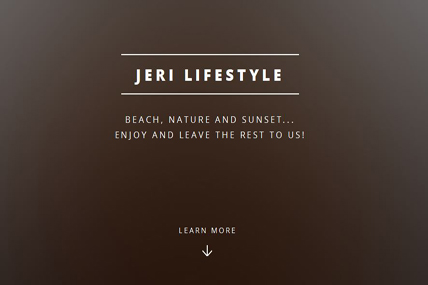 JERI LIFESTYLE
BEACH, NATURE AND SUNSET...
ENJOY AND LEAVE THE REST TO US!
LEARN MORE